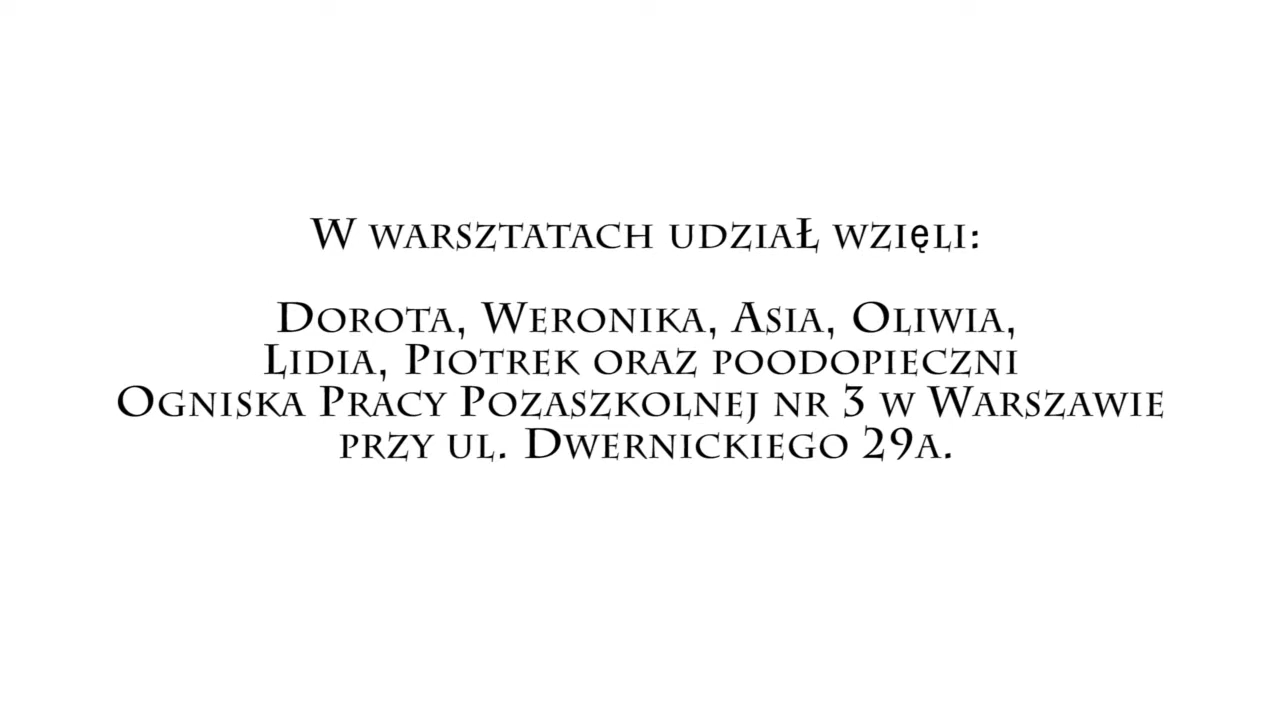 W warsztatach udział wzięli:
Dorota, Weronika, Asia, Oliwia,
Lidia, Piotrek oraz poodopieczni
Ogniska Pracy Pozaszkolnej nr 3 w Warszawie
przy ul. Dwernickiego 29a.